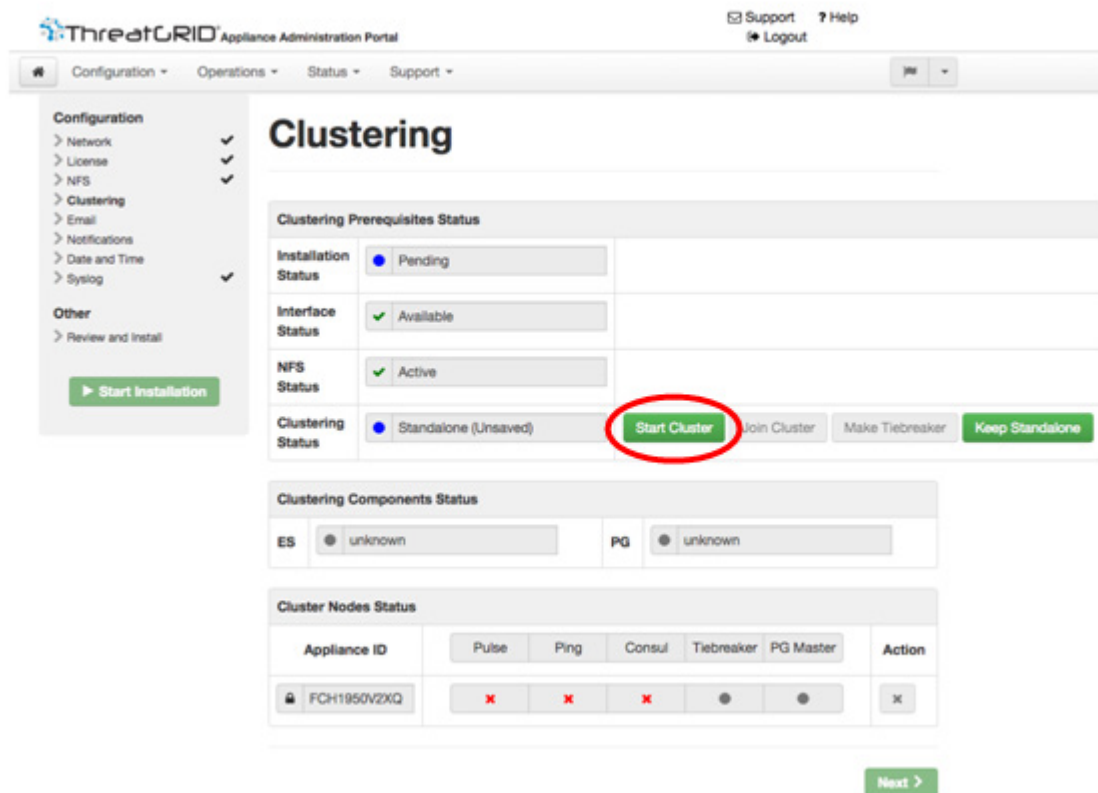 ThreatGRID Appliance Administration Portal
Support ? Help
Logout
Configuration Operations Status Support
Configuration
Network
License
NFS
Clustering
Email
Notifications
Date and Time
Syslog
Other
Review and Install
Start Installation
Clustering
Clustering Prerequisites Status
Installation Status
Pending
Interface Status
Available
NFS Status
Active
Clustering Status
Standalone (Unsaved)
Start Cluster
Join Cluster
Make Tiebreaker
Keep Standalone
Clustering Components Status
ES unknown PG unknown
Cluster Nodes Status
Appliance ID Pulse Ping Consul Tiebreaker PG Master Action
FCH1950V2XQ
Next >